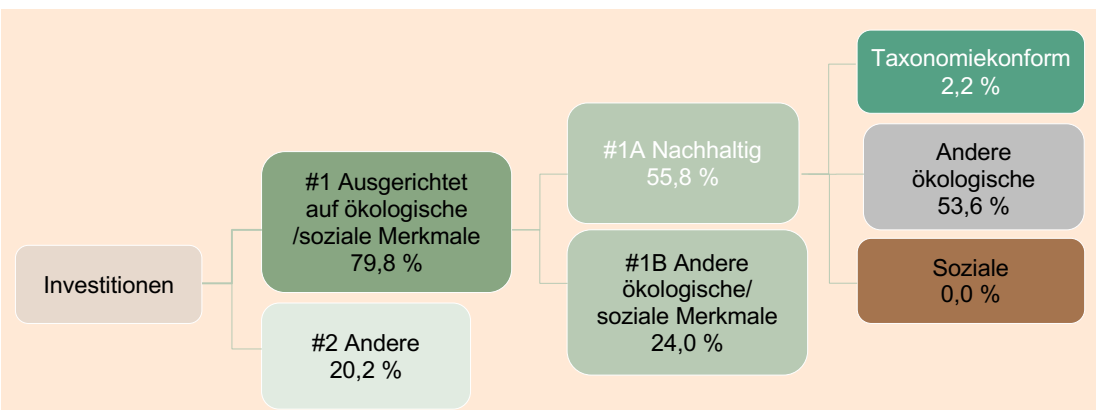 Investitionen
#1 Ausgerichtet
auf ökologische
/soziale Merkmale
79,8 %
#2 Andere
20,2 %
#1A Nachhaltig
55,8 %
#1B Andere
ökologische/
soziale Merkmale
24,0 %
Taxonomiekonform
2,2 %
Andere
ökologische
53,6 %
Soziale
0,0 %